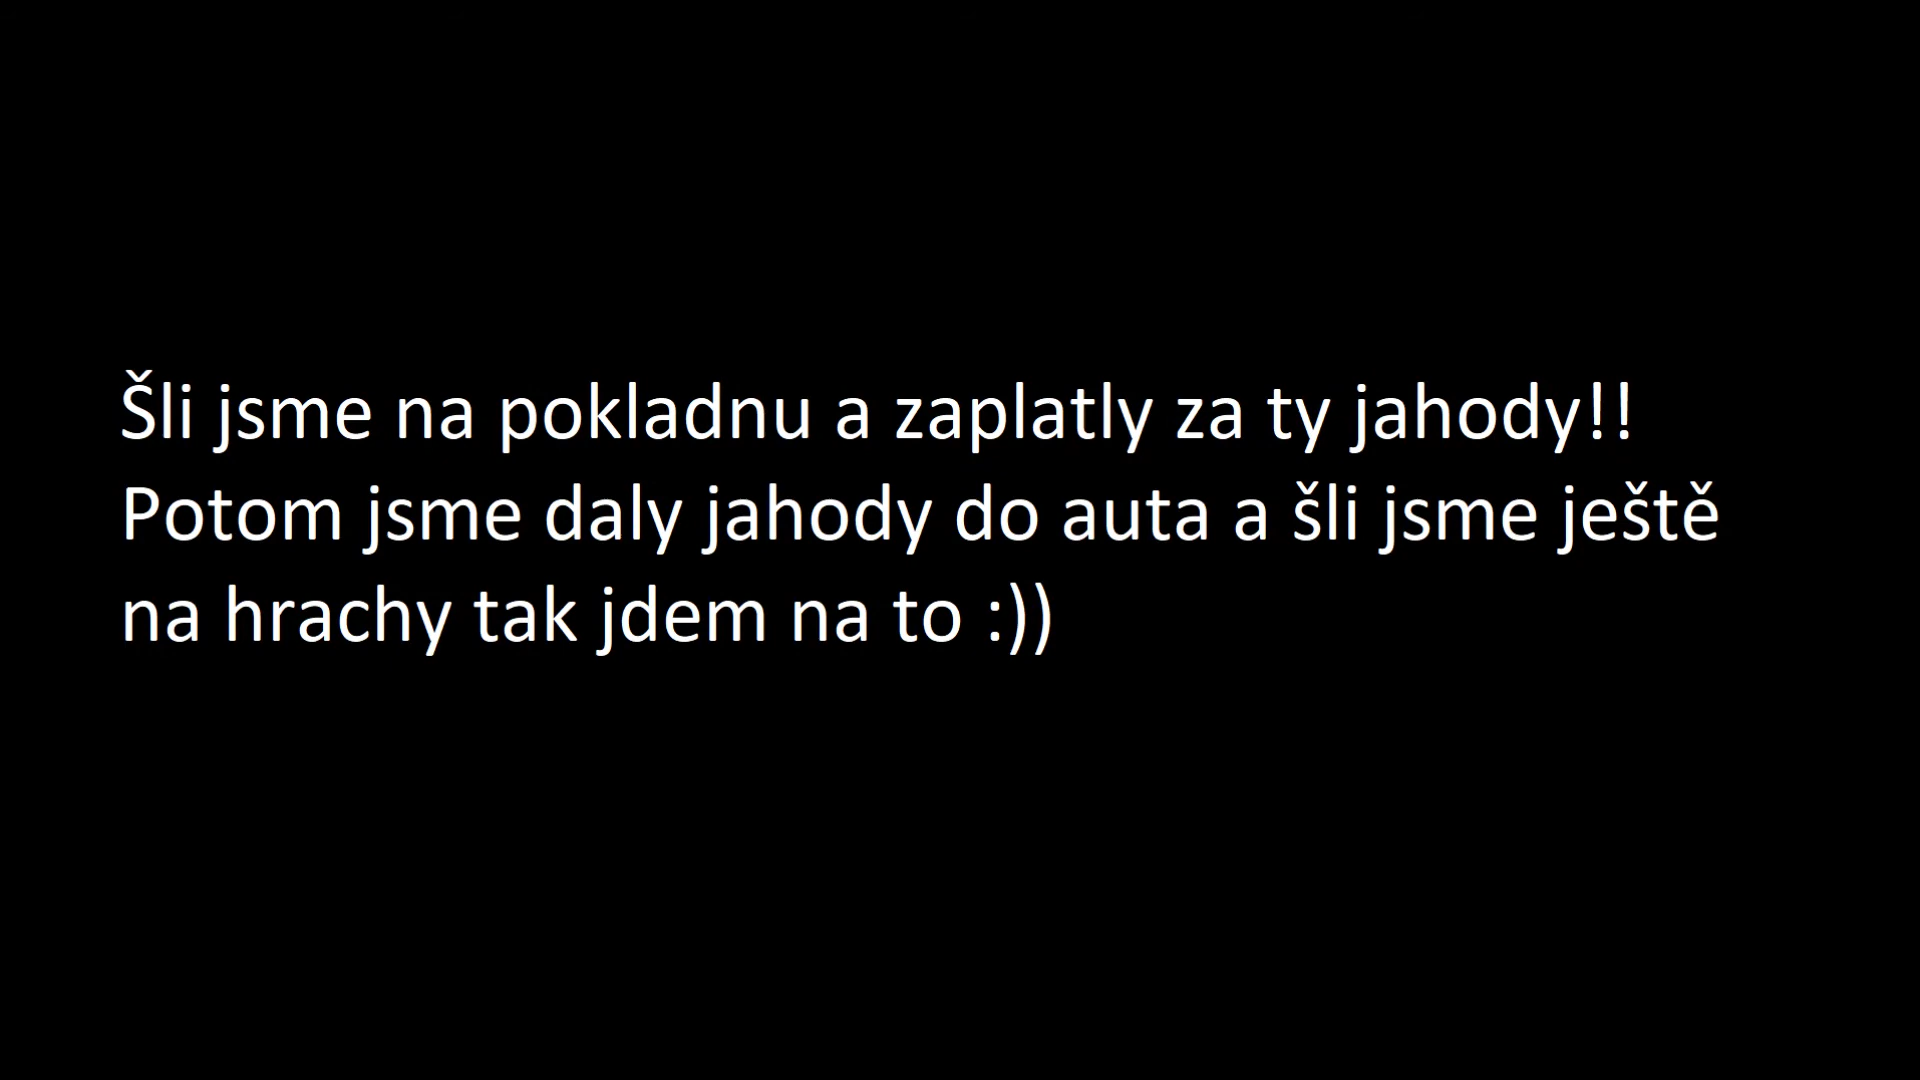 Šli jsme na pokladnu a zaplatly za ty jahody!!
Potom jsme daly jahody do auta a šli jsme ještě
na hrachy tak jdem na to :))